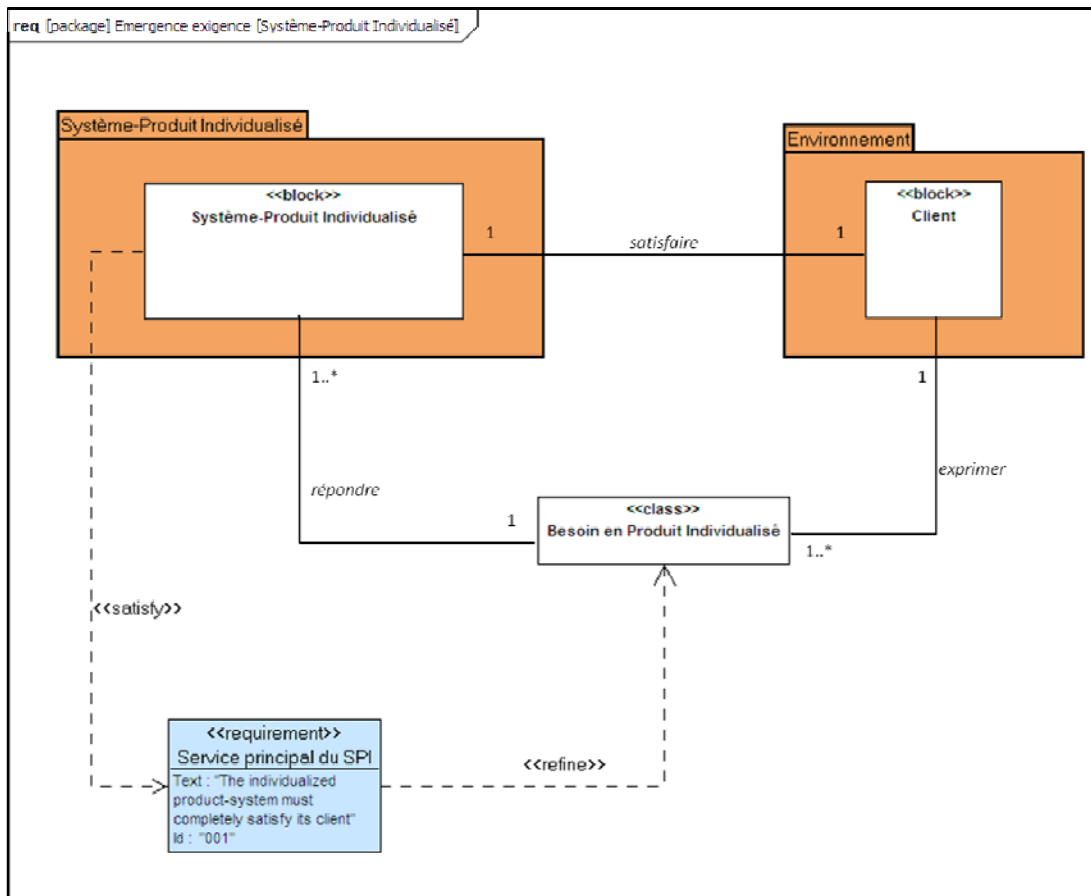 req [package] Emergence exigence [Système-Produit Individualisé]
Système-Produit Individualisé
Environnement
<<block>>
Système-Produit Individualisé
<<block>>
Client
1
satisfaire
1
1..*
1
répondre
exprimer
1
<<class>>
Besoin en Produit Individualisé
1..*
<<satisfy>>
<<requirement>>
Service principal du SPI
Text : "The individualized
product-system must
completely satisfy its client"
Id : "001"
<<refine>>